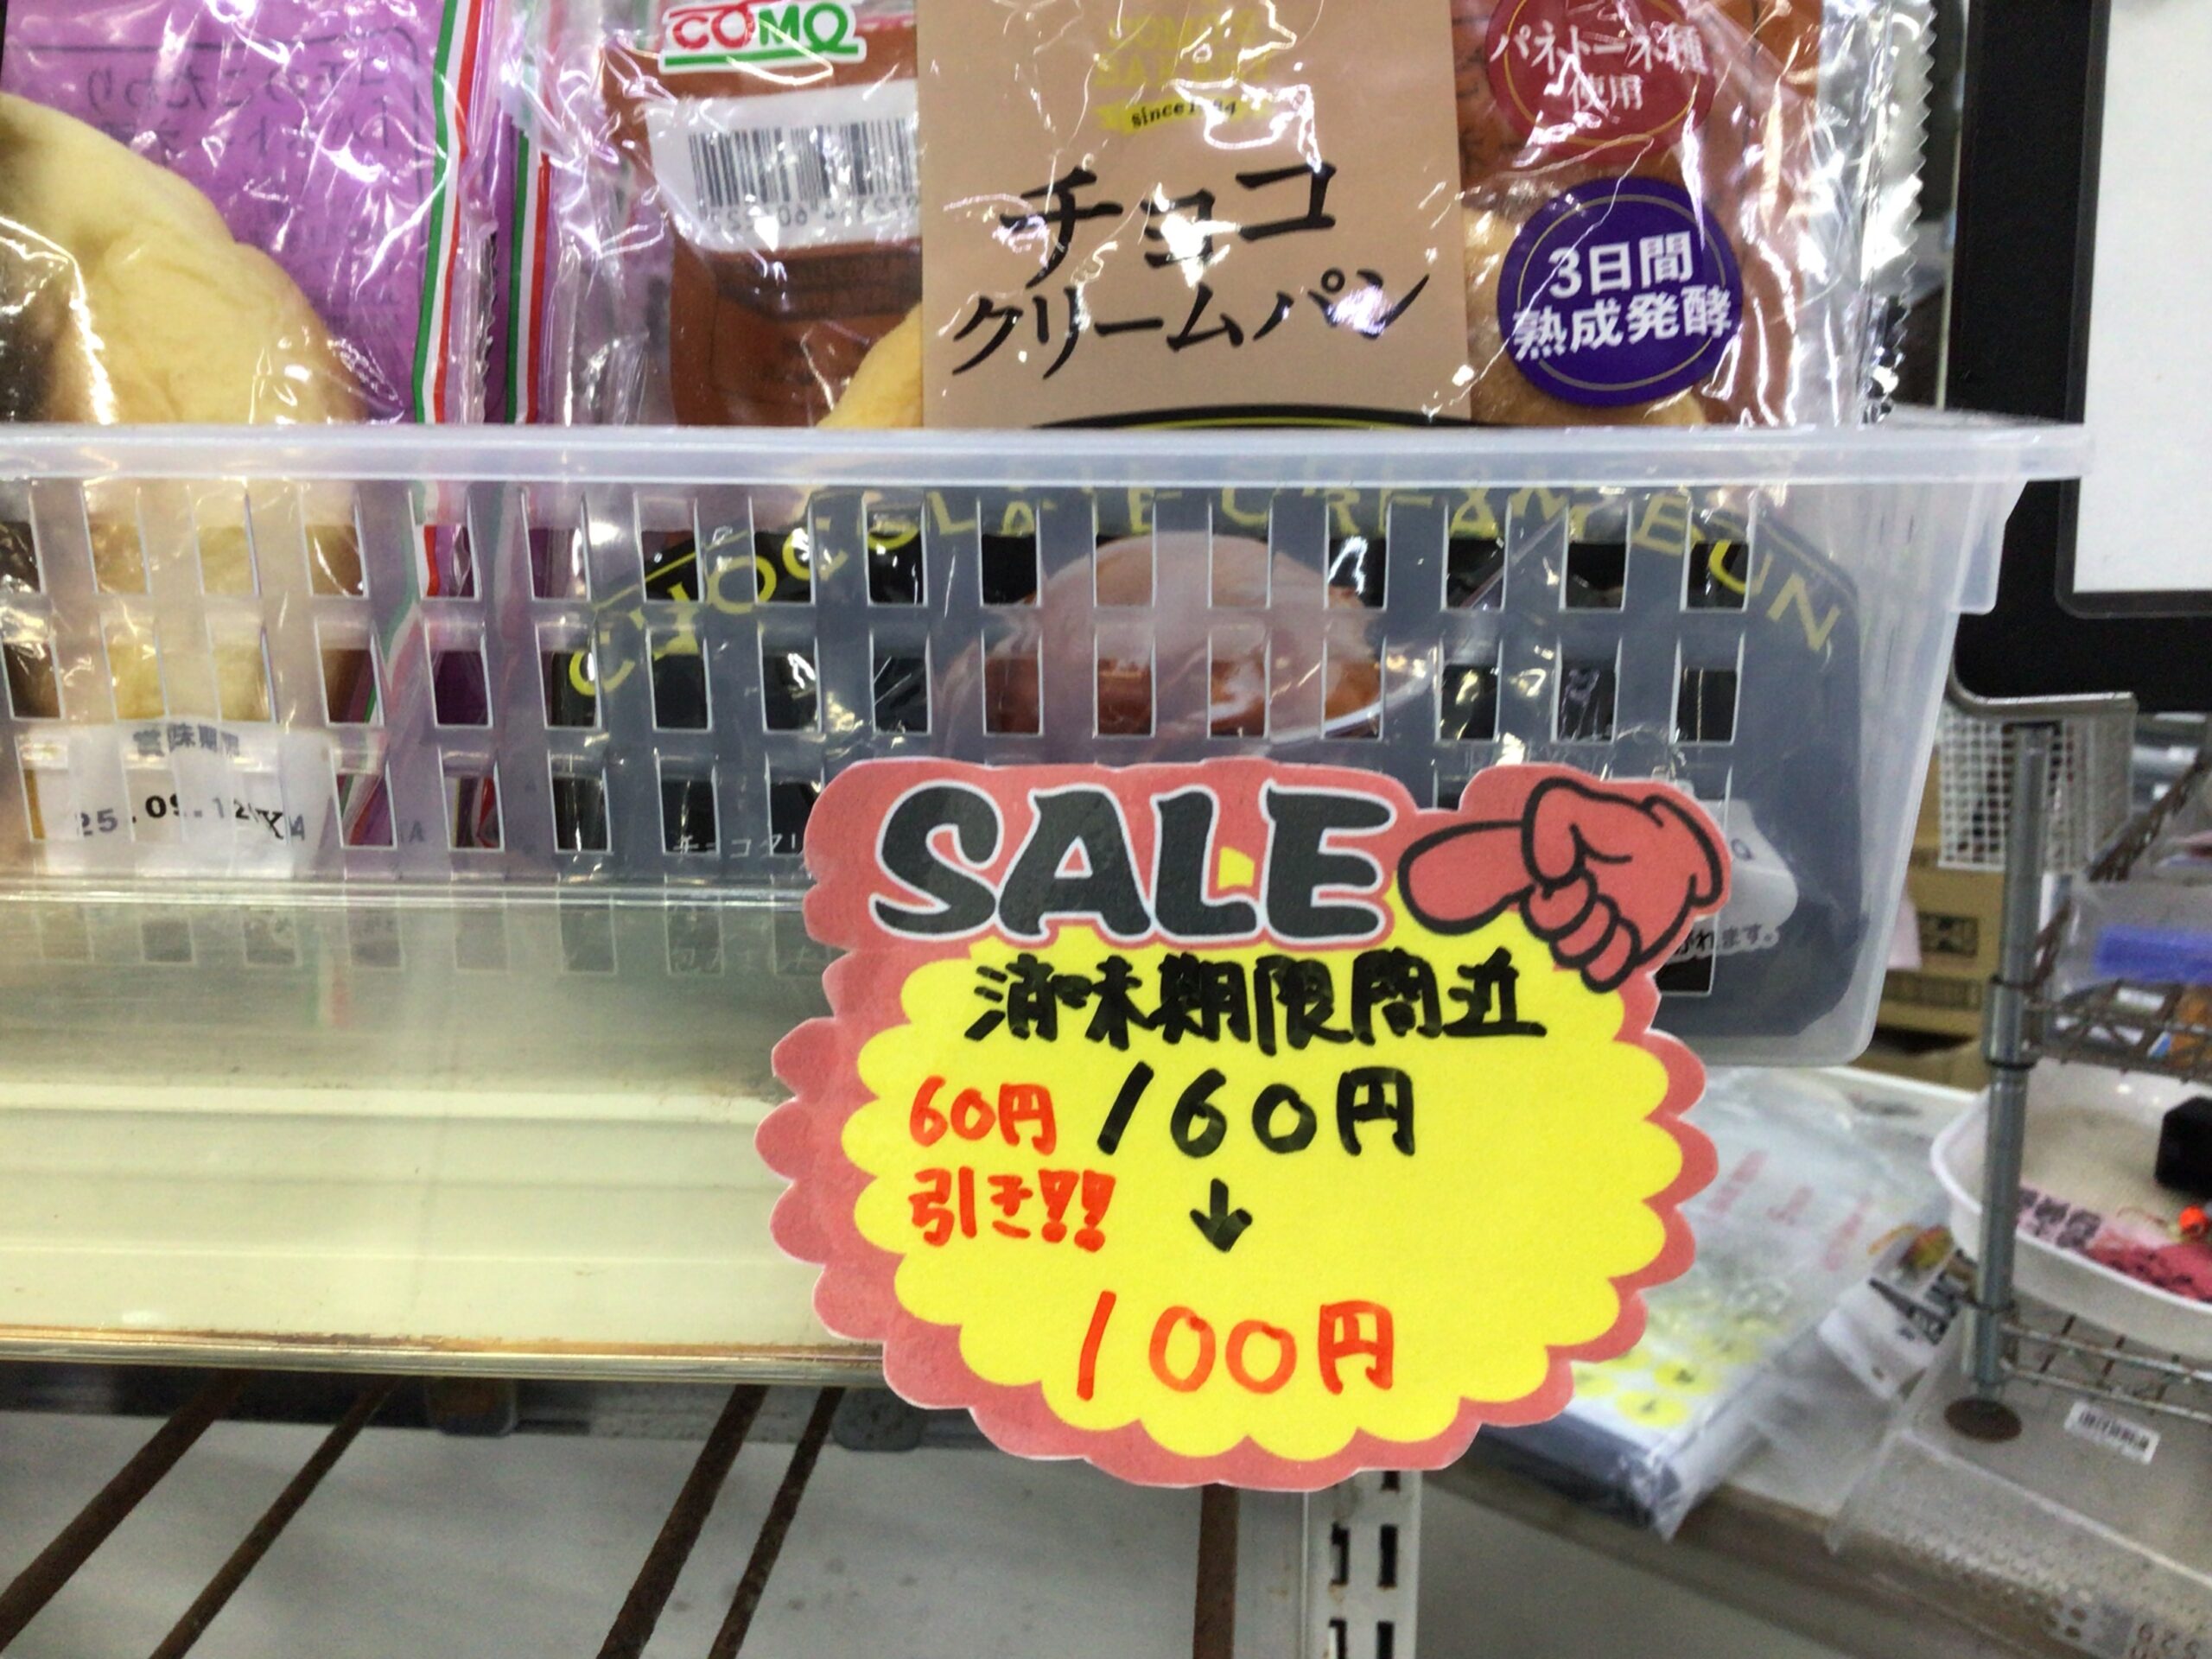 COMO
since1984
パネトーネ種
使用
チョコ
クリームパン
3日間
熟成発酵
CHOCOLATE CREAM BUN
賞味期限
25.09.12
SALE
消味期限間近
60円
引き!!
160円
↓
100円